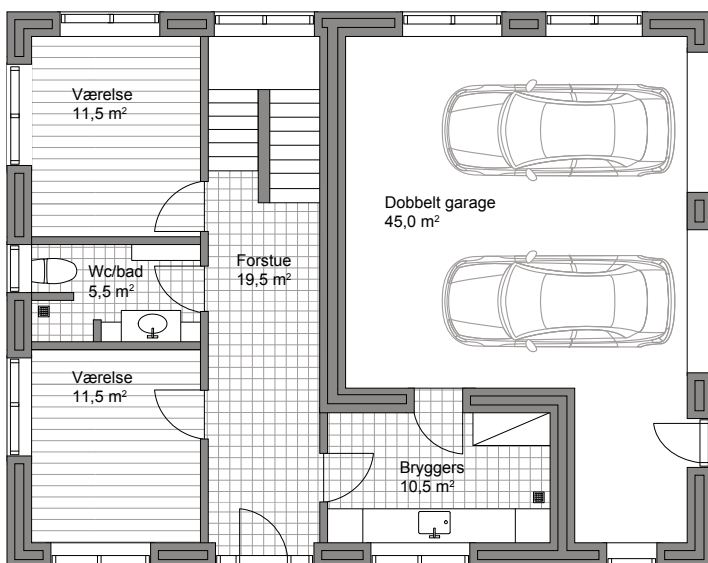 Værelse
11,5 m²
Dobbelt garage
45,0 m²
Wc/bad
5,5 m²
Forstue
19,5 m²
Værelse
11,5 m²
Bryggers
10,5 m²